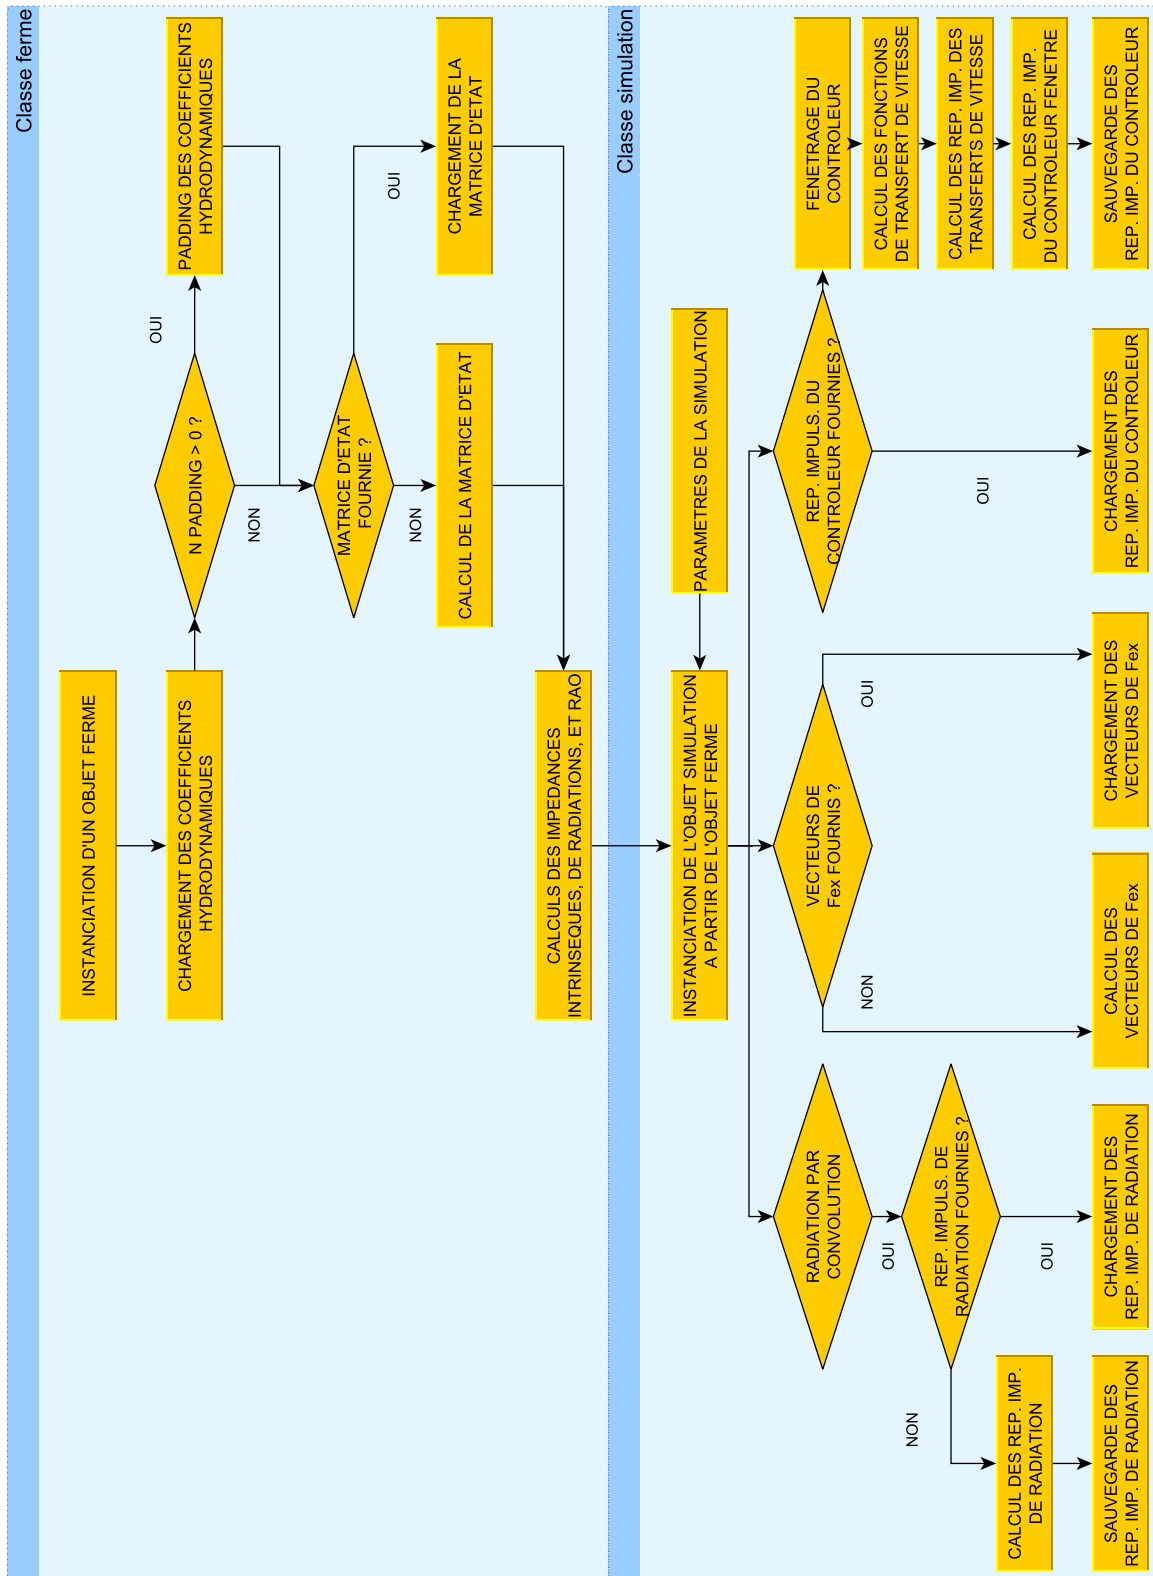 Classe ferme
INSTANCIATION D'UN OBJET FERME
CHARGEMENT DES COEFFICIENTS
HYDRODYNAMIQUES
N PADDING > 0 ?
OUI
NON
PADDING DES COEFFICIENTS
HYDRODYNAMIQUES
MATRICE D'ETAT
FOURNIE ?
OUI
NON
CALCUL DE LA MATRICE D'ETAT
CHARGEMENT DE LA
MATRICE D'ETAT
CALCULS DES IMPEDANCES
INTRINSEQUES, DE RADIATIONS, ET RAO
Classe simulation
PARAMETRES DE LA SIMULATION
INSTANCIATION DE L'OBJET SIMULATION
A PARTIR DE L'OBJET FERME
RADIATION PAR
CONVOLUTION
OUI
REP. IMPULS. DE
RADIATION FOURNIES ?
NON
OUI
CALCUL DES REP. IMP.
DE RADIATION
SAUVEGARDE DES
REP. IMP. DE RADIATION
CHARGEMENT DES
REP. IMP. DE RADIATION
VECTEURS DE
Fex FOURNIS ?
NON
OUI
CALCUL DES
VECTEURS DE Fex
CHARGEMENT DES
VECTEURS DE Fex
REP. IMPULS. DU
CONTROLEUR FOURNIES ?
OUI
CHARGEMENT DES
REP. IMP. DU CONTROLEUR
FENETRAGE DU
CONTROLEUR
CALCUL DES FONCTIONS
DE TRANSFERT DE VITESSE
CALCUL DES REP. IMP. DES
TRANSFERTS DE VITESSE
CALCUL DES REP. IMP.
DU CONTROLEUR FENETRE
SAUVEGARDE DES
REP. IMP. DU CONTROLEUR